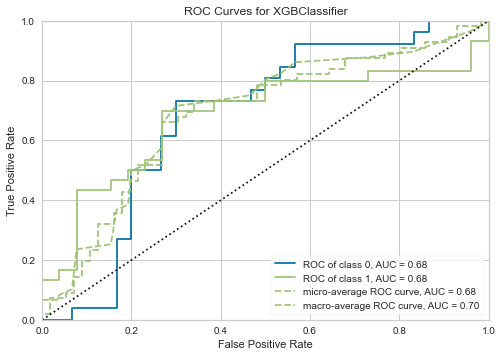 ROC Curves for XGBClassifier
1.0
0.8
0.6
0.4
0.2
0.0
True Positive Rate
ROC of class 0, AUC = 0.68
ROC of class 1, AUC = 0.68
micro-average ROC curve, AUC = 0.68
macro-average ROC curve, AUC = 0.70
0.0 0.2 0.4 0.6 0.8 1.0
False Positive Rate